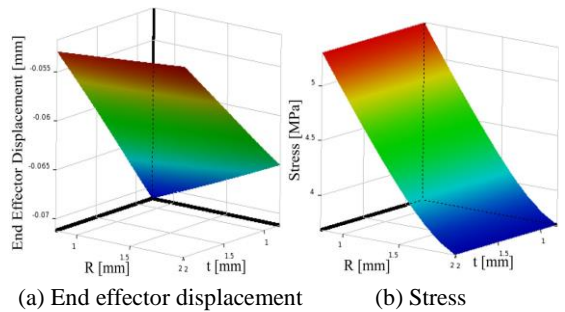 End Effector Displacement [mm]
-0.055
-0.06
-0.065
-0.07
1
1.5
2 2
1.5
1
R [mm]
t [mm]
Stress [MPa]
5
4.5
4
1
1.5
2 2
1.5
1
R [mm]
t [mm]
(a) End effector displacement
(b) Stress